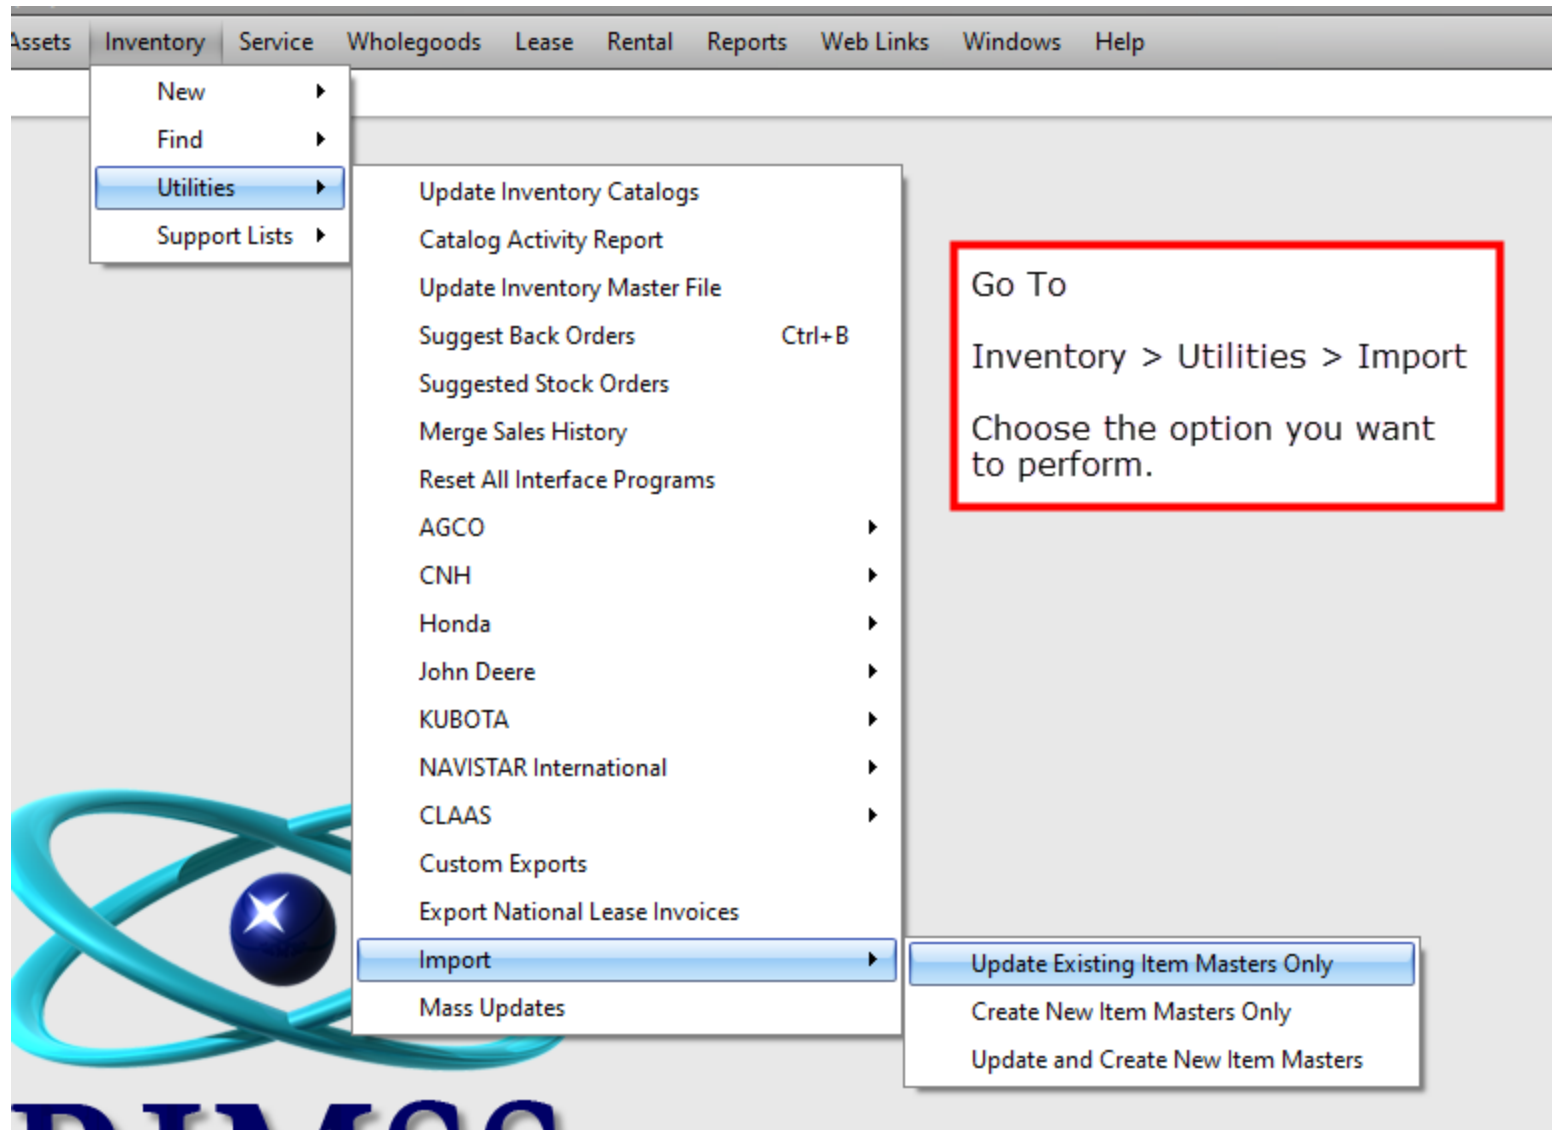 Assets Inventory Service Wholegoods Lease Rental Reports Web Links Windows Help
New
Find
Utilities
Support Lists
Update Inventory Catalogs
Catalog Activity Report
Update Inventory Master File
Suggest Back Orders Ctrl+B
Suggested Stock Orders
Merge Sales History
Reset All Interface Programs
AGCO
CNH
Honda
John Deere
KUBOTA
NAVISTAR International
CLAAS
Custom Exports
Export National Lease Invoices
Import
Mass Updates
Update Existing Item Masters Only
Create New Item Masters Only
Update and Create New Item Masters
Go To
Inventory > Utilities > Import
Choose the option you want
to perform.